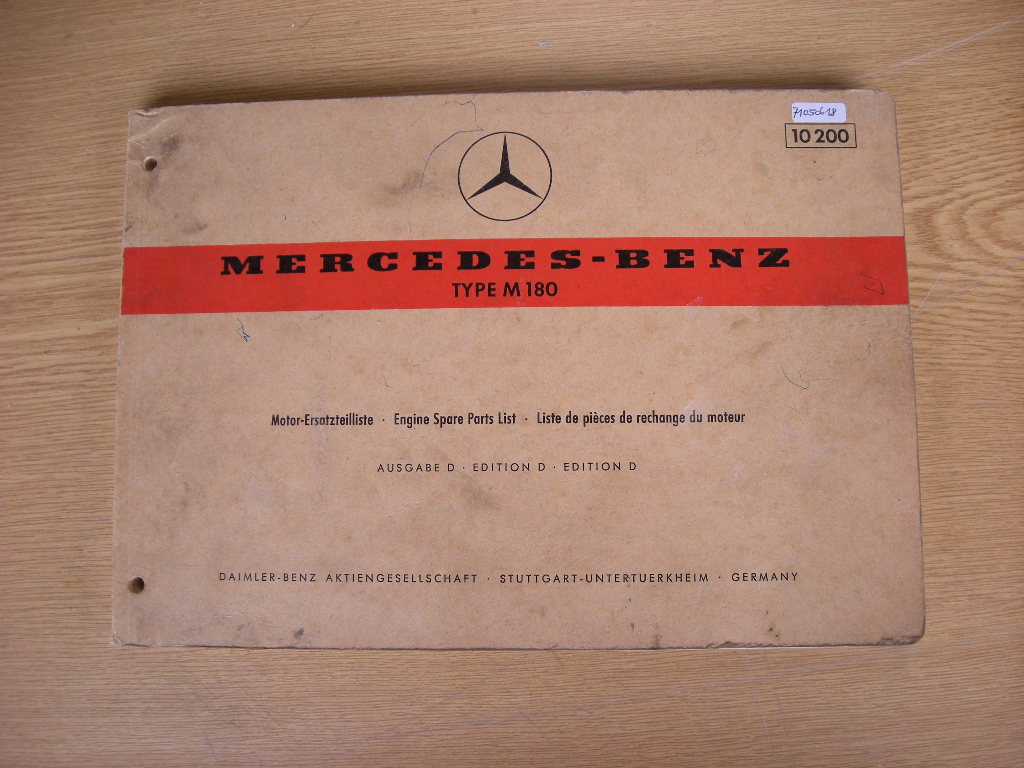 71050618
10 200
MERCEDES-BENZ
TYPE M 180
Motor-Ersatzteilliste · Engine Spare Parts List · Liste de pièces de rechange du moteur
AUSGABE D · EDITION D · EDITION D
DAIMLER-BENZ AKTIENGESELLSCHAFT · STUTTGART-UNTERTUERKHEIM · GERMANY